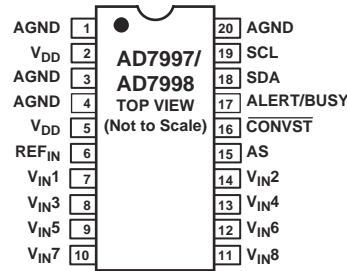 AGND 1 20 AGND
VDD 2 AD7997/ 19 SCL
AGND 3 AD7998 18 SDA
AGND 4 TOP VIEW 17 ALERT/BUSY
VDD 5 (Not to Scale) 16 CONVST
REFIN 6 15 AS
VIN1 7 14 VIN2
VIN3 8 13 VIN4
VIN5 9 12 VIN6
VIN7 10 11 VIN8